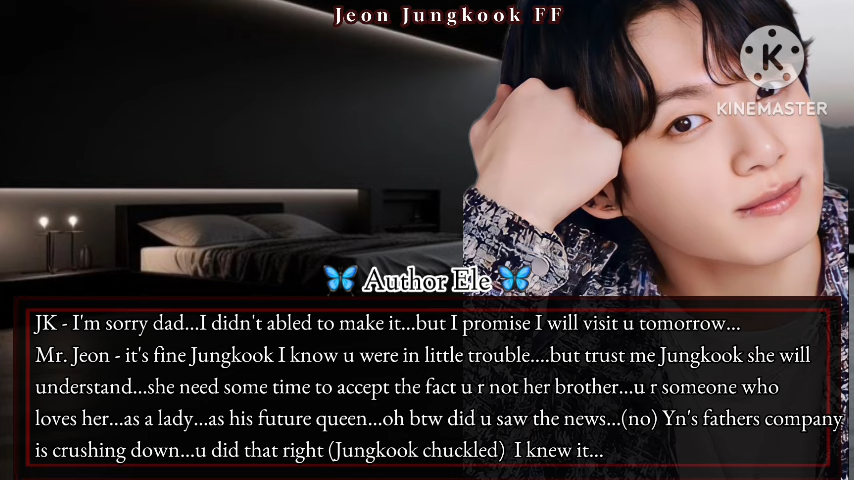 Jeon Jungkook FF
KINEMASTER
🦋 Author Ele 🦋
JK - I'm sorry dad...I didn't abled to make it...but I promise I will visit u tomorrow...
Mr. Jeon - it's fine Jungkook I know u were in little trouble....but trust me Jungkook she will
understand...she need some time to accept the fact u r not her brother...u r someone who
loves her...as a lady...as his future queen...oh btw did u saw the news...(no) Yn's fathers company
is crushing down...u did that right (Jungkook chuckled) I knew it...